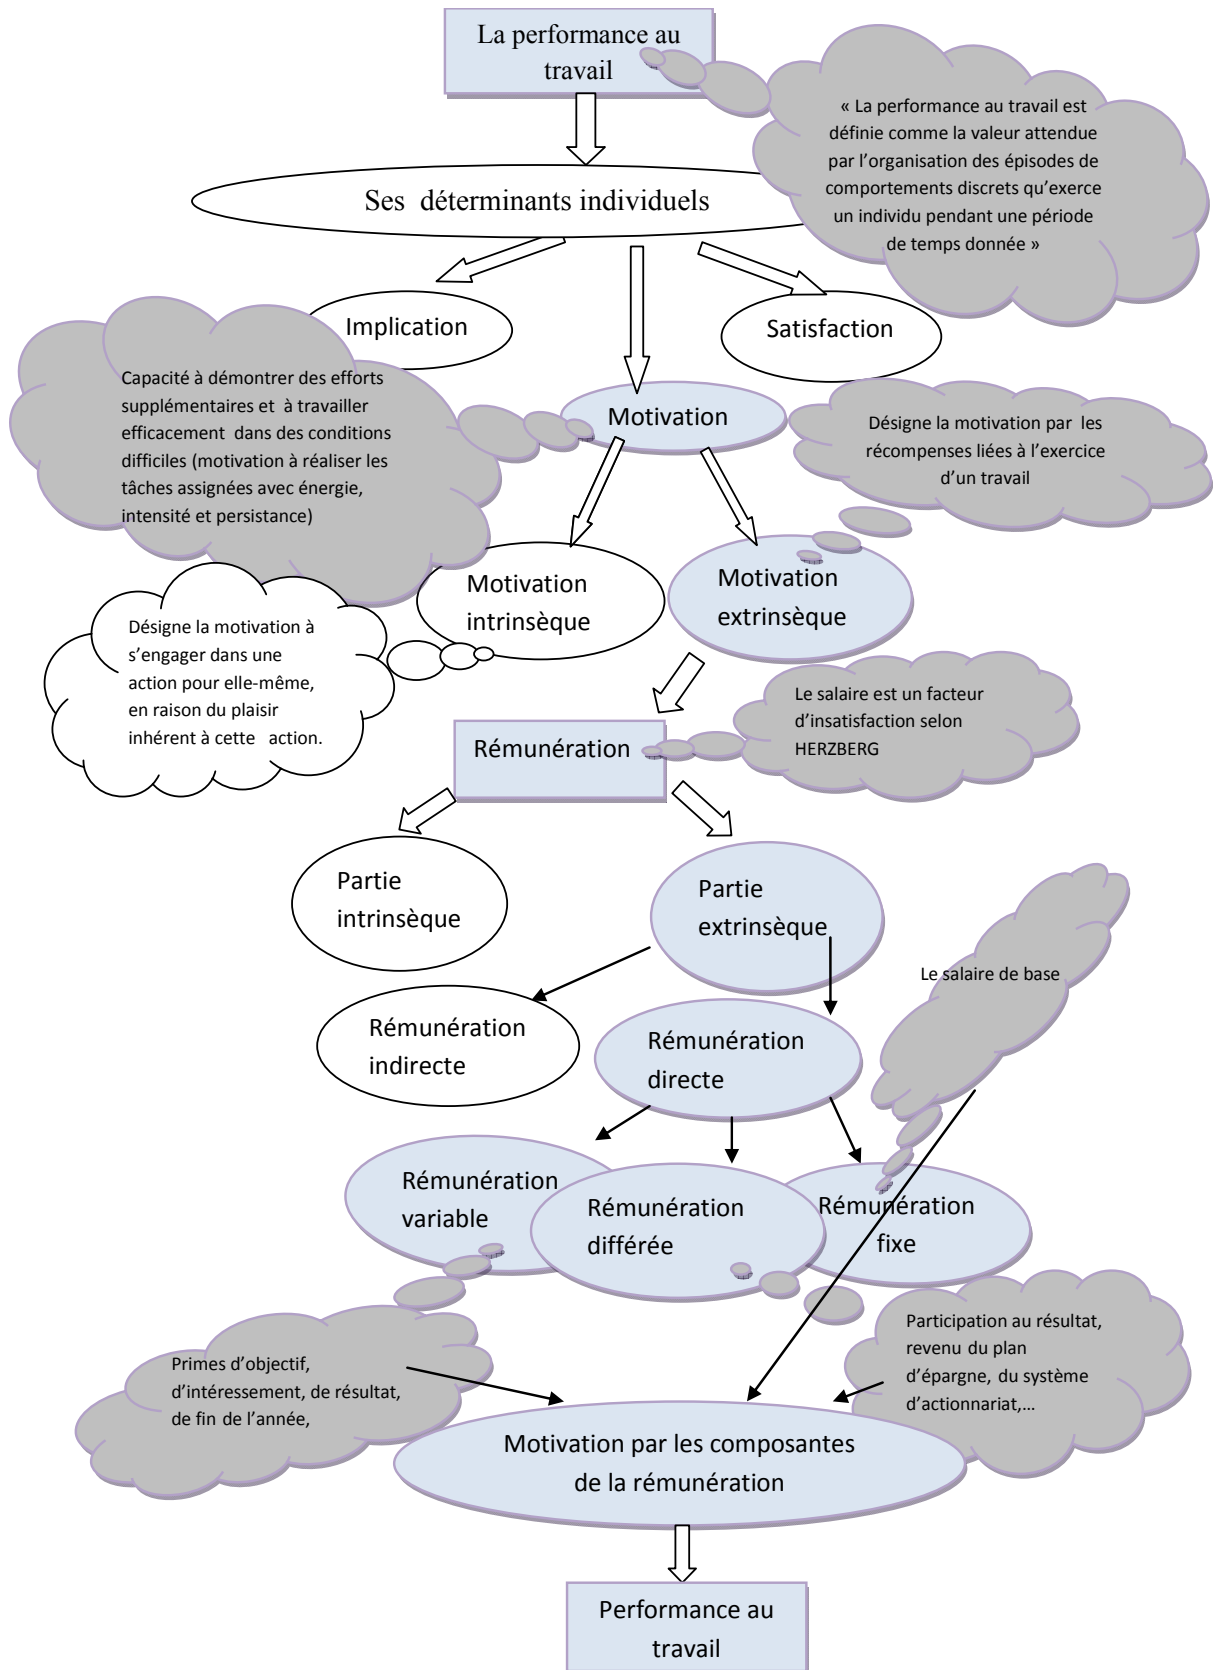 La performance au
travail
« La performance au travail est
définie comme la valeur attendue
par l'organisation des épisodes de
comportements discrets qu'exerce
un individu pendant une période
de temps donnée »
Ses déterminants individuels
Implication
Satisfaction
Capacité à démontrer des efforts
supplémentaires et à travailler
efficacement dans des conditions
difficiles (motivation à réaliser les
tâches assignées avec énergie,
intensité et persistance)
Motivation
Désigne la motivation par les
récompenses liées à l'exercice
d'un travail
Motivation
intrinsèque
Motivation
extrinsèque
Désigne la motivation à
s'engager dans une
action pour elle-même,
en raison du plaisir
inhérent à cette action.
Le salaire est un facteur
d'insatisfaction selon
HERZBERG
Rémunération
Partie
intrinsèque
Partie
extrinsèque
Le salaire de base
Rémunération
indirecte
Rémunération
directe
Rémunération
variable
Rémunération
différée
Rémunération
fixe
Primes d'objectif,
d'intéressement, de résultat,
de fin de l'année,
Participation au résultat,
revenu du plan
d'épargne, du système
d'actionnariat,...
Motivation par les composantes
de la rémunération
Performance au
travail